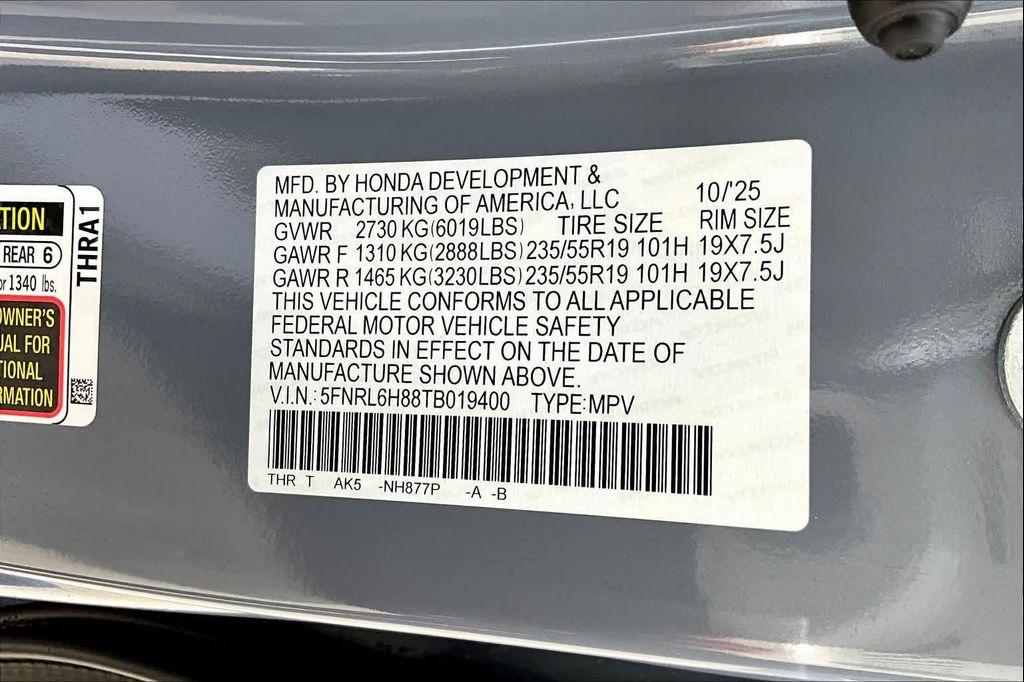 MFD. BY HONDA DEVELOPMENT &
MANUFACTURING OF AMERICA, LLC 10/'25
GVWR 2730 KG(6019LBS) TIRE SIZE RIM SIZE
GAWR F 1310 KG(2888LBS) 235/55R19 101H 19X7.5J
GAWR R 1465 KG(3230LBS) 235/55R19 101H 19X7.5J
THIS VEHICLE CONFORMS TO ALL APPLICABLE
FEDERAL MOTOR VEHICLE SAFETY
STANDARDS IN EFFECT ON THE DATE OF
MANUFACTURE SHOWN ABOVE.
V.I.N.: 5FNRL6H88TB019400 TYPE:MPV
THR T AK5 -NH877P -A -B
TION
REAR 6
or 1340 lbs.
OWNER'S
UAL FOR
TIONAL
RMATION
THRA1